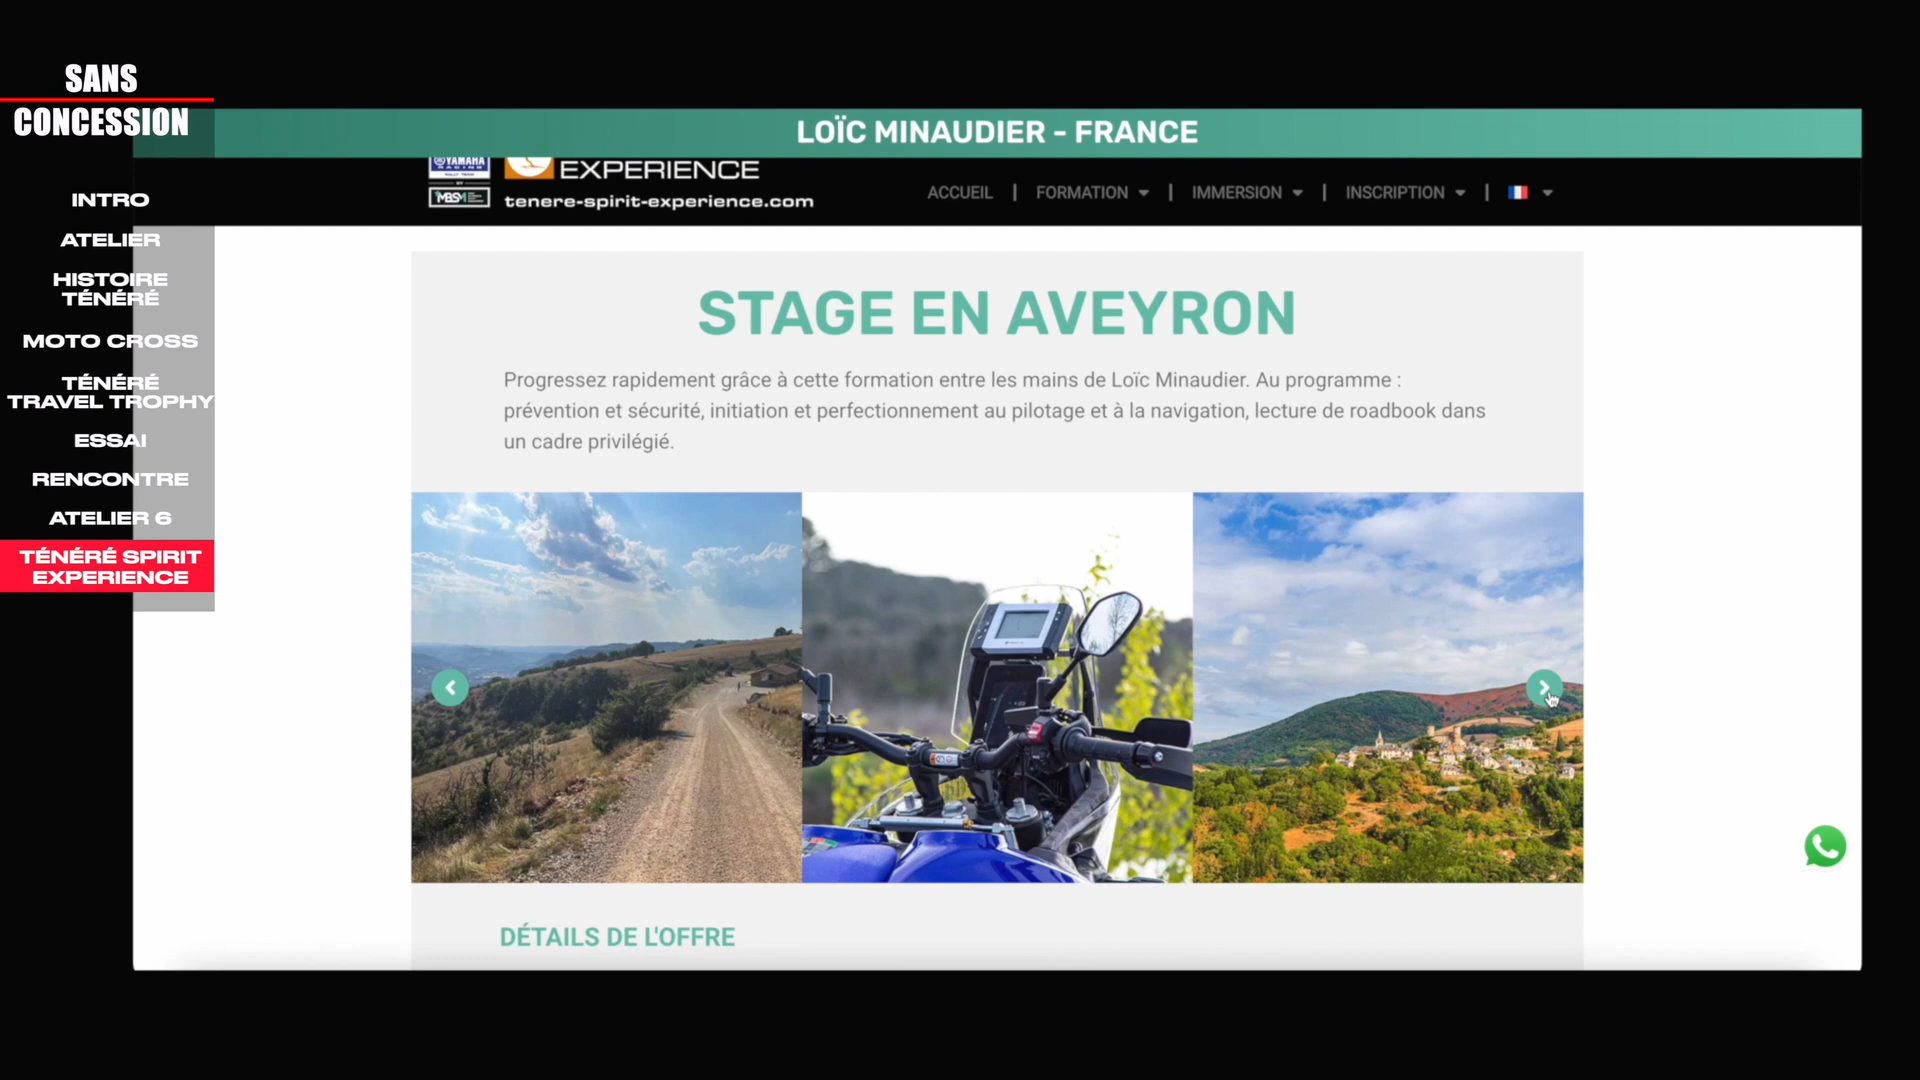 SANS
CONCESSION
INTRO
ATELIER
HISTOIRE
TÉNÉRÉ
MOTO CROSS
TÉNÉRÉ
TRAVEL TROPHY
ESSAI
RENCONTRE
ATELIER 6
TÉNÉRÉ SPIRIT
EXPERIENCE
LOÏC MINAUDIER - FRANCE
YAMAHA
RACING
MBSM
EXPERIENCE
tenere-spirit-experience.com
ACCUEIL | FORMATION | IMMERSION | INSCRIPTION |
STAGE EN AVEYRON
Progressez rapidement grâce à cette formation entre les mains de Loïc Minaudier. Au programme :
prévention et sécurité, initiation et perfectionnement au pilotage et à la navigation, lecture de roadbook dans
un cadre privilégié.
DÉTAILS DE L'OFFRE